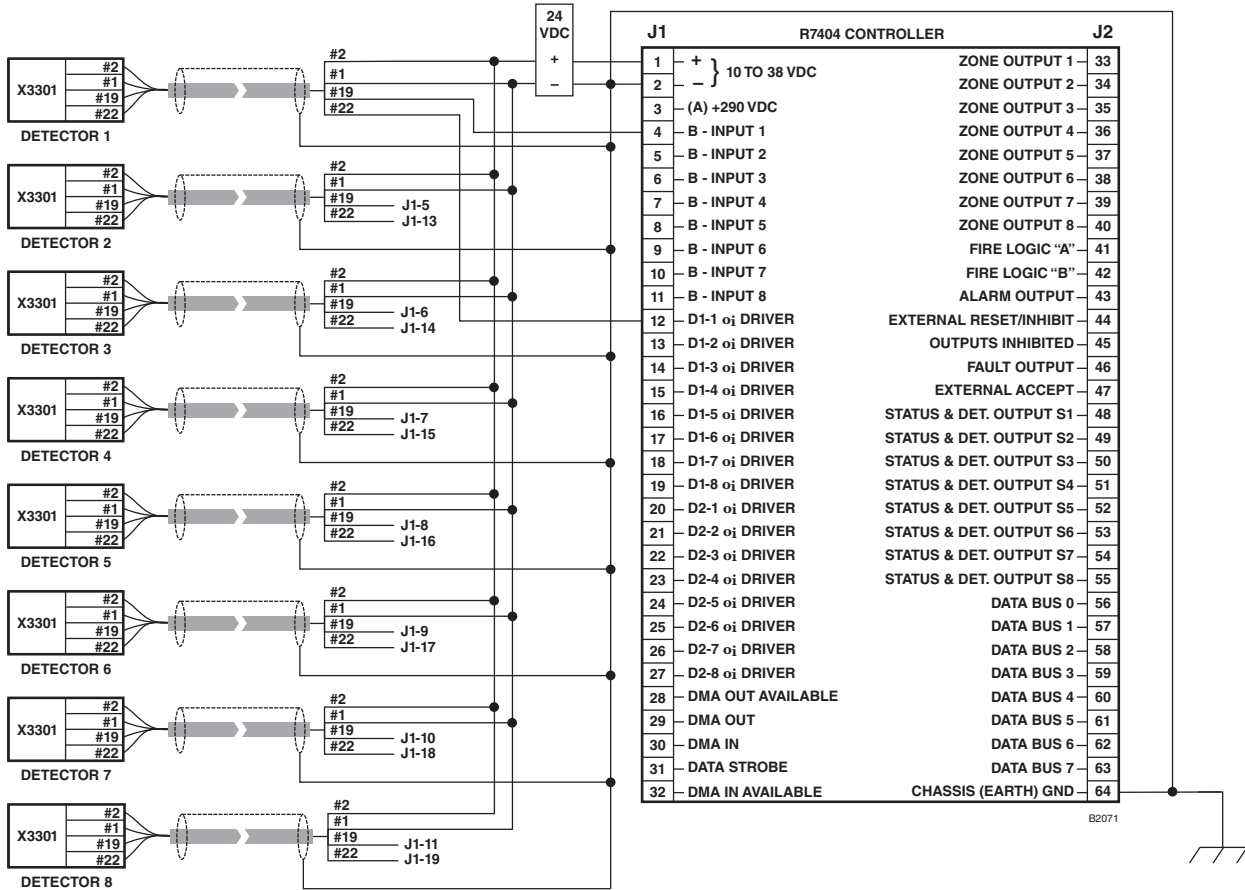 24
VDC
+
–
J1
R7404 CONTROLLER
J2
X3301
#2
#1
#19
#22
DETECTOR 1
#2
#1
#19
#22
X3301
#2
#1
#19
#22
DETECTOR 2
#2
#1
#19
#22
J1-5
J1-13
X3301
#2
#1
#19
#22
DETECTOR 3
#2
#1
#19
#22
J1-6
J1-14
X3301
#2
#1
#19
#22
DETECTOR 4
#2
#1
#19
#22
J1-7
J1-15
X3301
#2
#1
#19
#22
DETECTOR 5
#2
#1
#19
#22
J1-8
J1-16
X3301
#2
#1
#19
#22
DETECTOR 6
#2
#1
#19
#22
J1-9
J1-17
X3301
#2
#1
#19
#22
DETECTOR 7
#2
#1
#19
#22
J1-10
J1-18
X3301
#2
#1
#19
#22
DETECTOR 8
#2
#1
#19
#22
J1-11
J1-19
1 +
2 –
} 10 TO 38 VDC
3 (A) +290 VDC
4 B - INPUT 1
5 B - INPUT 2
6 B - INPUT 3
7 B - INPUT 4
8 B - INPUT 5
9 B - INPUT 6
10 B - INPUT 7
11 B - INPUT 8
12 D1-1 oi DRIVER
13 D1-2 oi DRIVER
14 D1-3 oi DRIVER
15 D1-4 oi DRIVER
16 D1-5 oi DRIVER
17 D1-6 oi DRIVER
18 D1-7 oi DRIVER
19 D1-8 oi DRIVER
20 D2-1 oi DRIVER
21 D2-2 oi DRIVER
22 D2-3 oi DRIVER
23 D2-4 oi DRIVER
24 D2-5 oi DRIVER
25 D2-6 oi DRIVER
26 D2-7 oi DRIVER
27 D2-8 oi DRIVER
28 DMA OUT AVAILABLE
29 DMA OUT
30 DMA IN
31 DATA STROBE
32 DMA IN AVAILABLE
ZONE OUTPUT 1 33
ZONE OUTPUT 2 34
ZONE OUTPUT 3 35
ZONE OUTPUT 4 36
ZONE OUTPUT 5 37
ZONE OUTPUT 6 38
ZONE OUTPUT 7 39
ZONE OUTPUT 8 40
FIRE LOGIC “A” 41
FIRE LOGIC “B” 42
ALARM OUTPUT 43
EXTERNAL RESET/INHIBIT 44
OUTPUTS INHIBITED 45
FAULT OUTPUT 46
EXTERNAL ACCEPT 47
STATUS & DET. OUTPUT S1 48
STATUS & DET. OUTPUT S2 49
STATUS & DET. OUTPUT S3 50
STATUS & DET. OUTPUT S4 51
STATUS & DET. OUTPUT S5 52
STATUS & DET. OUTPUT S6 53
STATUS & DET. OUTPUT S7 54
STATUS & DET. OUTPUT S8 55
DATA BUS 0 56
DATA BUS 1 57
DATA BUS 2 58
DATA BUS 3 59
DATA BUS 4 60
DATA BUS 5 61
DATA BUS 6 62
DATA BUS 7 63
CHASSIS (EARTH) GND 64
B2071